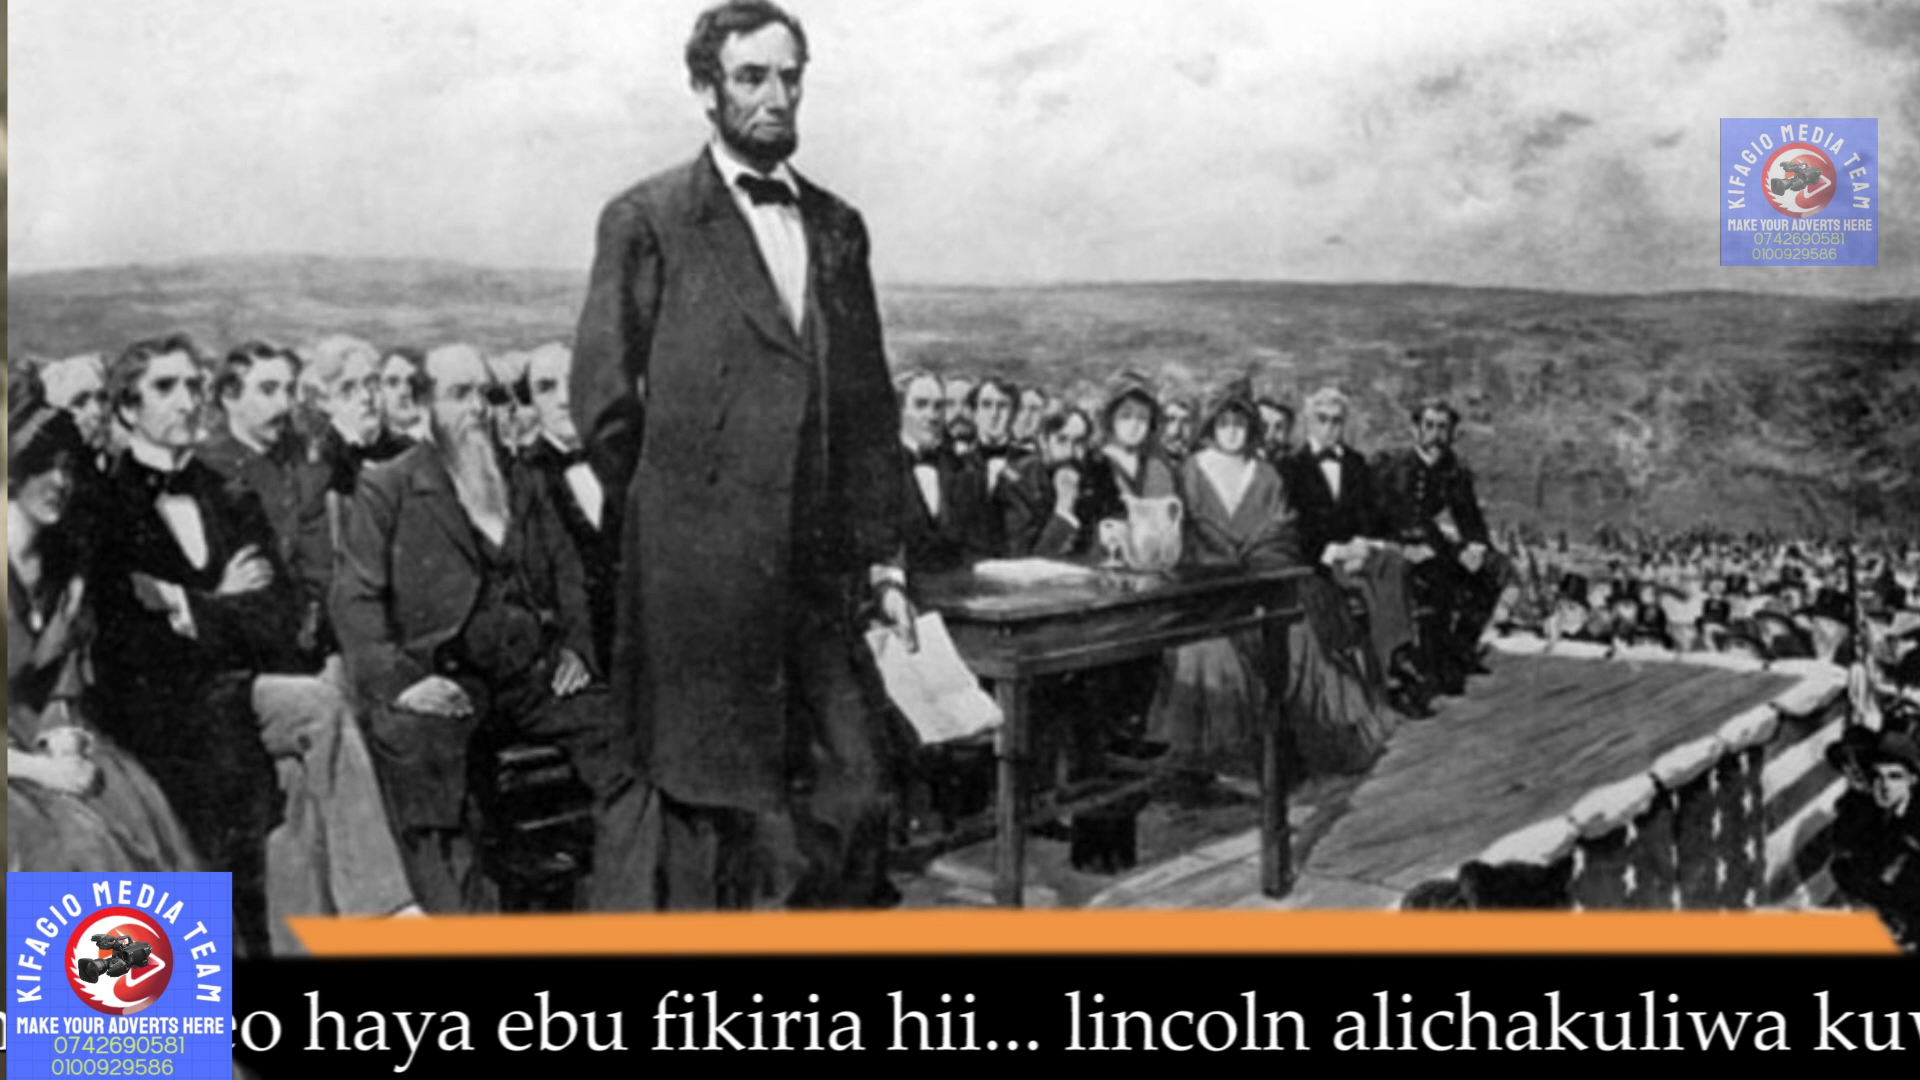 KIFAGIO MEDIA TEAM
MAKE YOUR ADVERTS HERE
0742690581
0100929586
KIFAGIO MEDIA TEAM
MAKE YOUR ADVERTS HERE
0742690581
0100929586
haya ebu fikiria hii... lincoln alichakuliwa